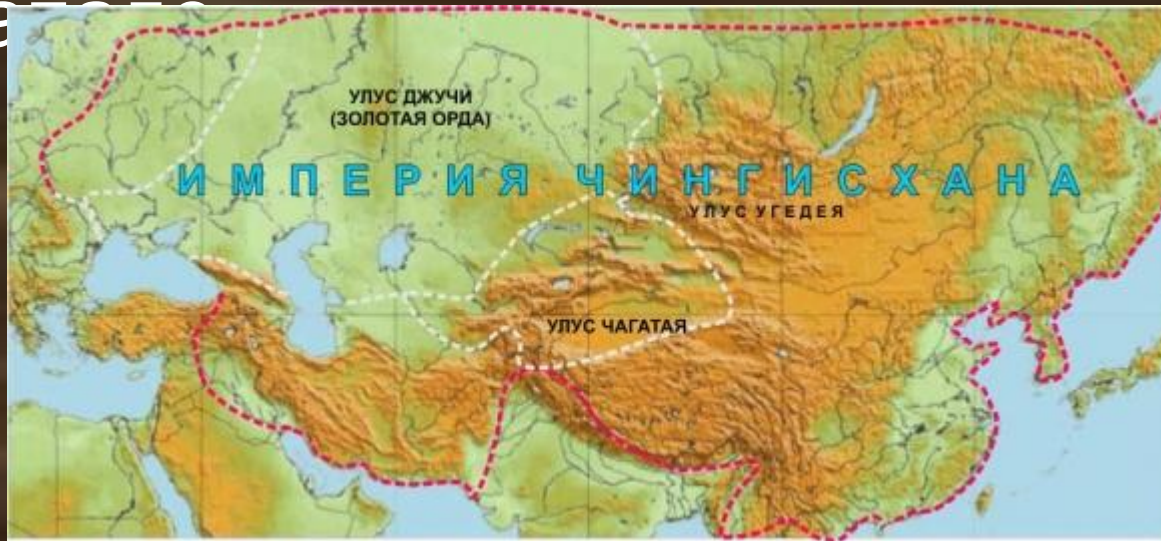 УЛУС ДЖУЧИ
(ЗОЛОТАЯ ОРДА)
ИМПЕРИЯ ЧИНГИСХАНА
УЛУС УГЕДЕЯ
УЛУС ЧАГАТАЯ